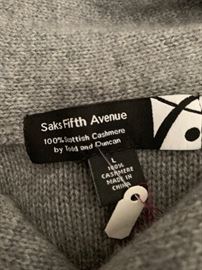 Saks Fifth Avenue
100% Scottish Cashmere
by Todd and Duncan
L
100%
CASHMERE
MADE IN
CHINA